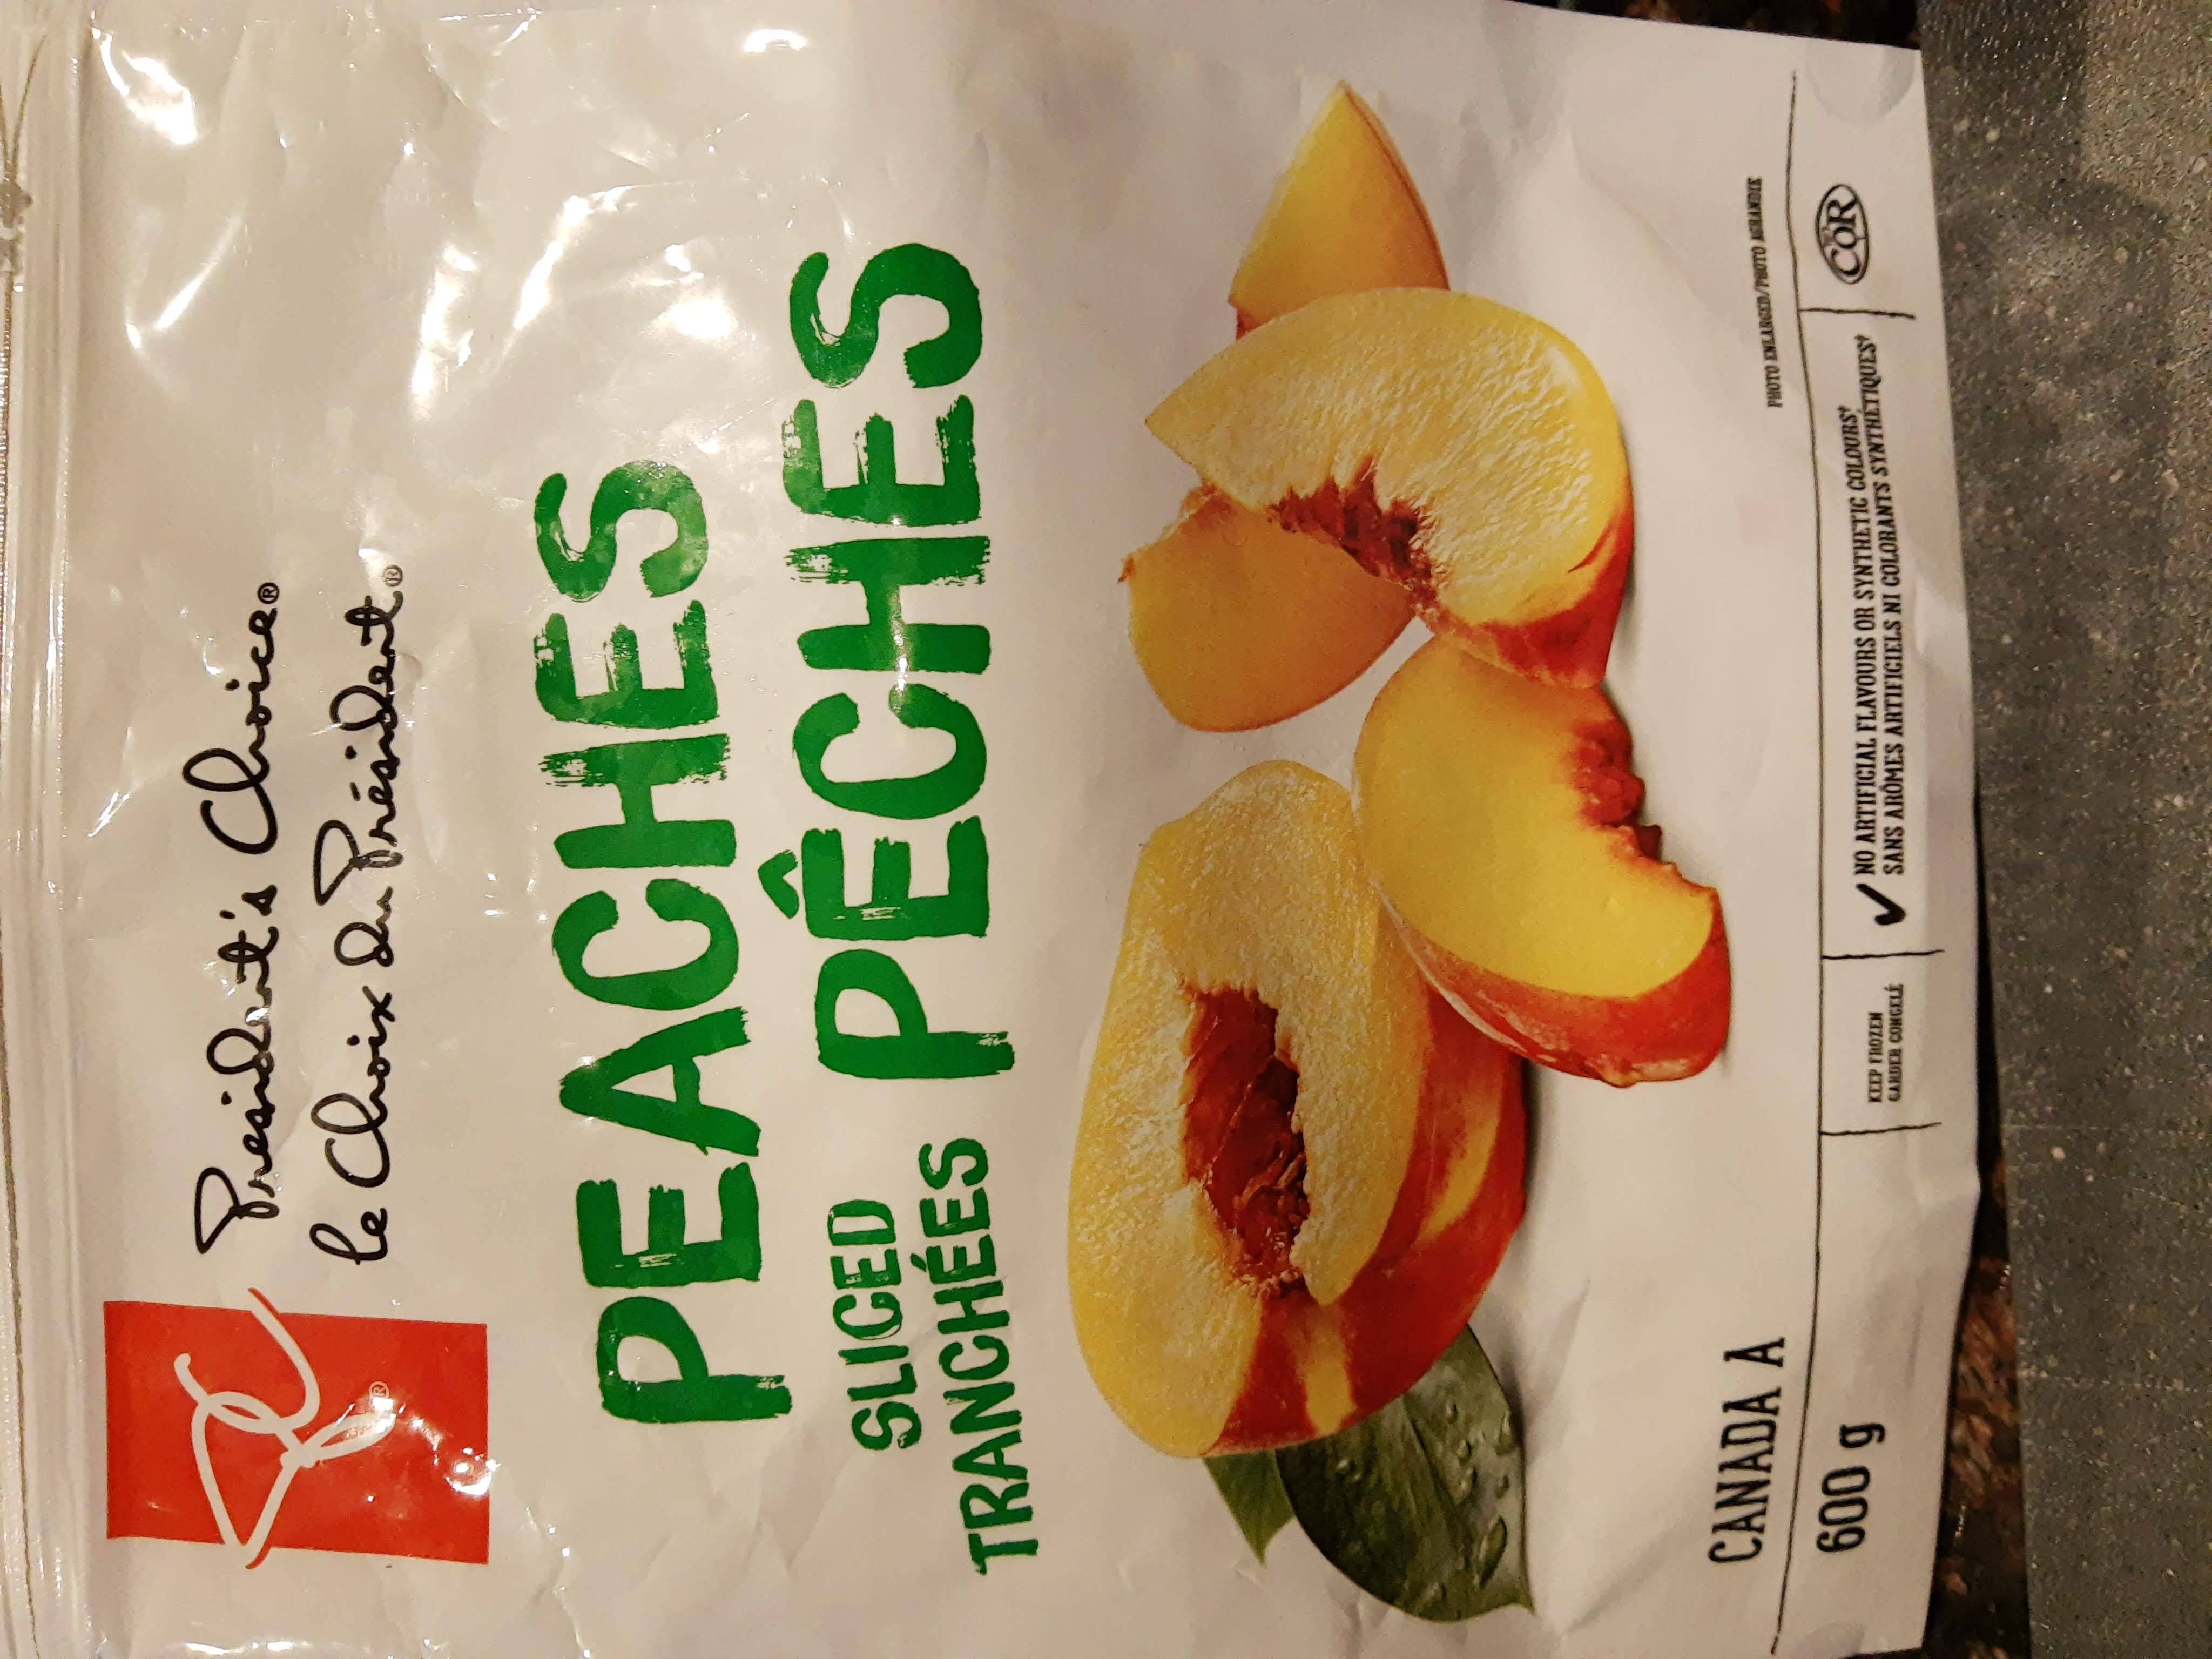 PC®
President's Choice®
le Choix du Président®
PEACHES
SLICED
TRANCHÉES
PÊCHES
CANADA A
PHOTO ENLARGED/PHOTO AGRANDIE
600 g
KEEP FROZEN
GARDER CONGELÉ
✓ NO ARTIFICIAL FLAVOURS OR SYNTHETIC COLOURS‡
SANS ARÔMES ARTIFICIELS NI COLORANTS SYNTHÉTIQUES‡
COR